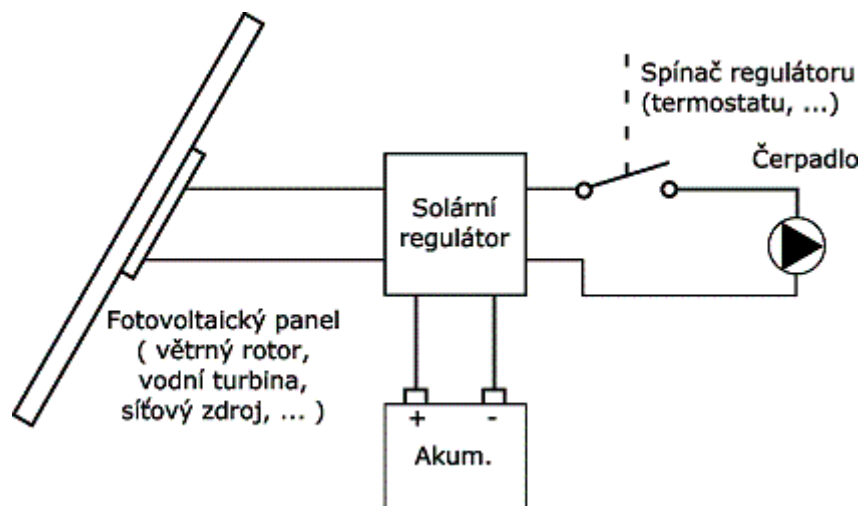 Spínač regulátoru
(termostatu, ...)
Čerpadlo
Solární
regulátor
Fotovoltaický panel
( větrný rotor,
vodní turbina,
síťový zdroj, ... )
+ -
Akum.